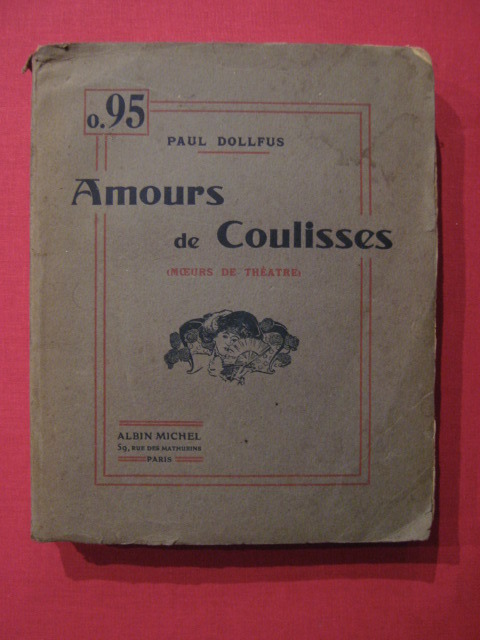 0.95
PAUL DOLLFUS
Amours
de Coulisses
(MŒURS DE THÉATRE)
ALBIN MICHEL
59, RUE DES MATHURINS
PARIS